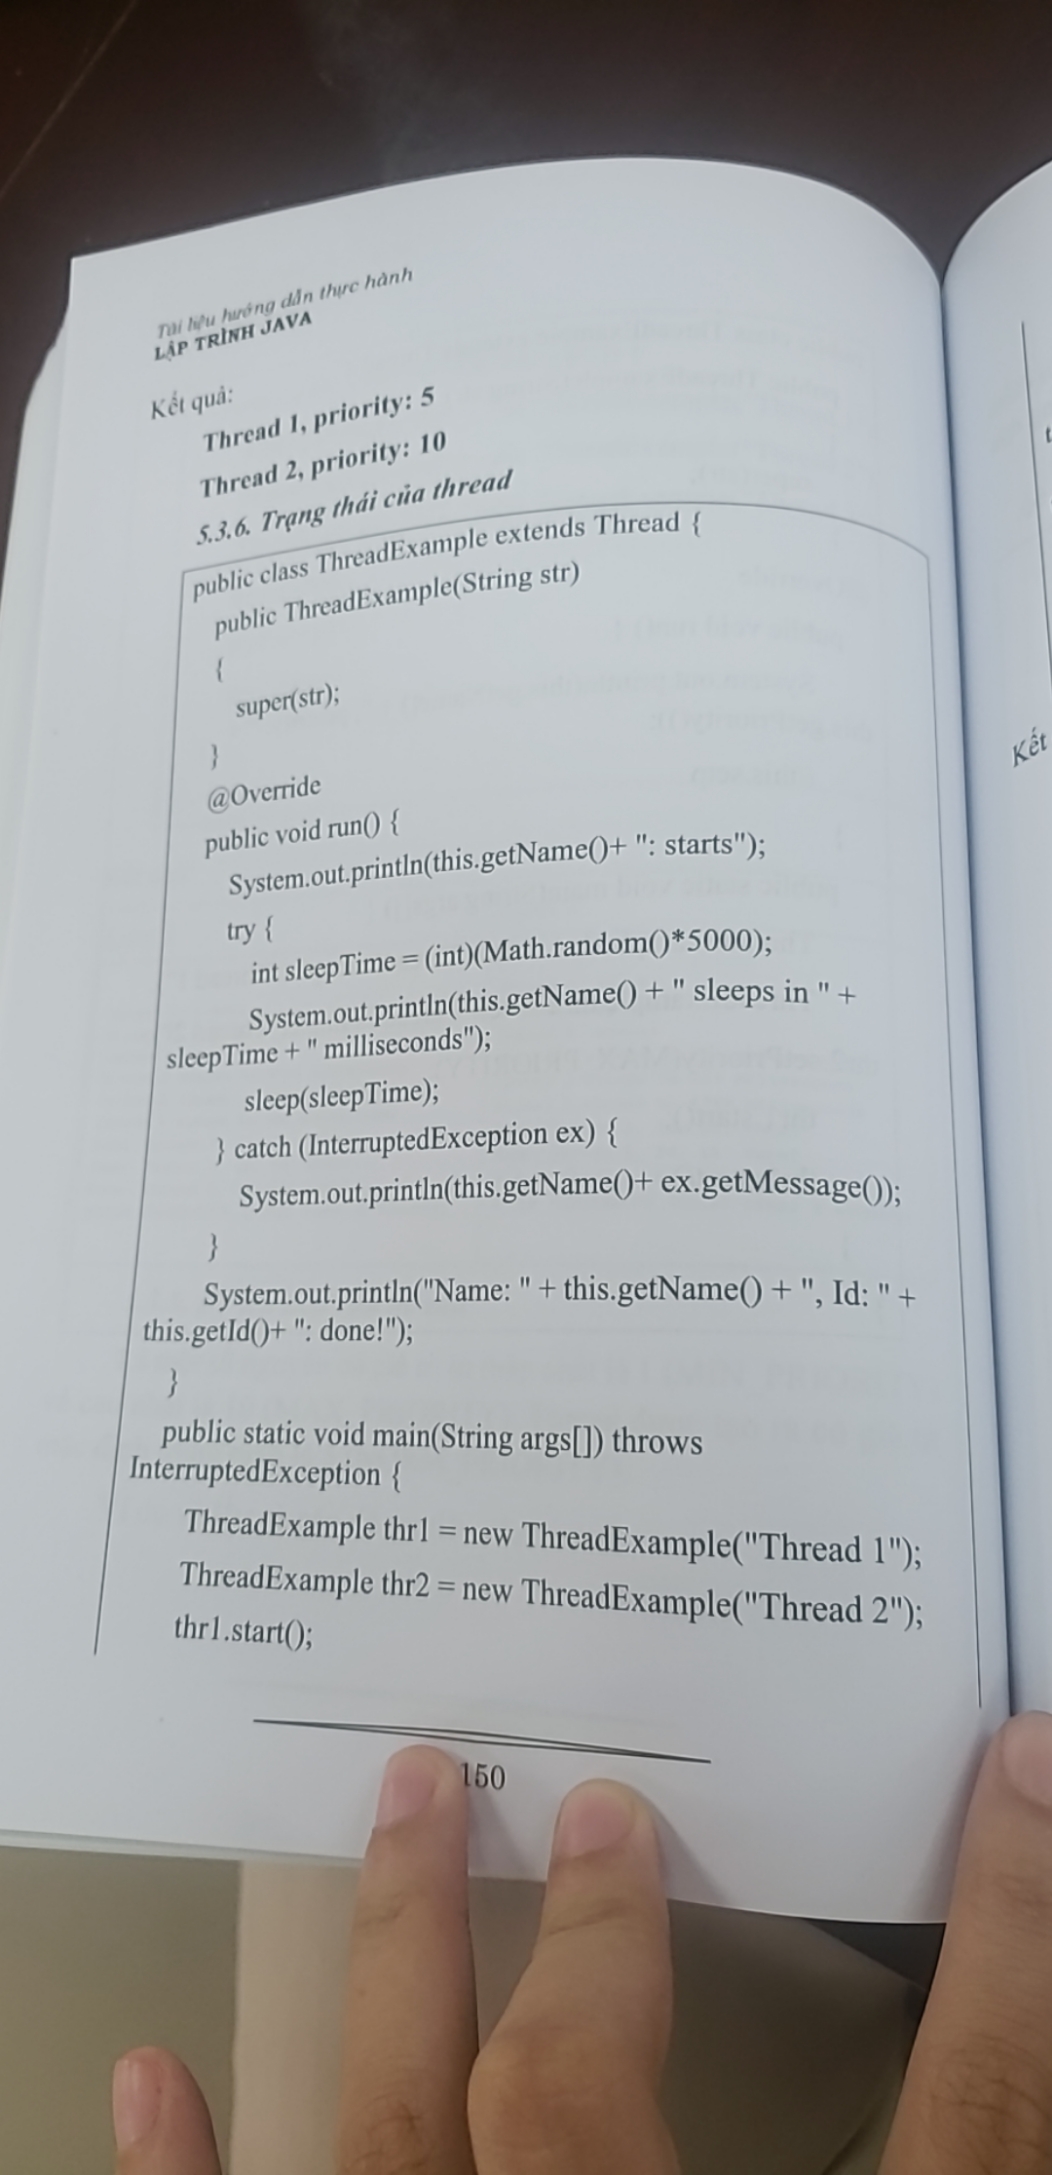 Tài liệu hướng dẫn thực hành
LẬP TRÌNH JAVA
Kết quả:
Thread 1, priority: 5
Thread 2, priority: 10
5.3.6. Trạng thái của thread
public class ThreadExample extends Thread {
public ThreadExample(String str)
{
super(str);
}
@Override
public void run() {
System.out.println(this.getName()+ ": starts");
try {
int sleepTime = (int)(Math.random()*5000);
System.out.println(this.getName() + " sleeps in " +
sleepTime + " milliseconds");
sleep(sleepTime);
} catch (InterruptedException ex) {
System.out.println(this.getName()+ ex.getMessage());
}
System.out.println("Name: " + this.getName() + ", Id: " +
this.getId()+ ": done!");
}
public static void main(String args[]) throws
InterruptedException {
ThreadExample thr1 = new ThreadExample("Thread 1");
ThreadExample thr2 = new ThreadExample("Thread 2");
thr1.start();
150
t
Kết